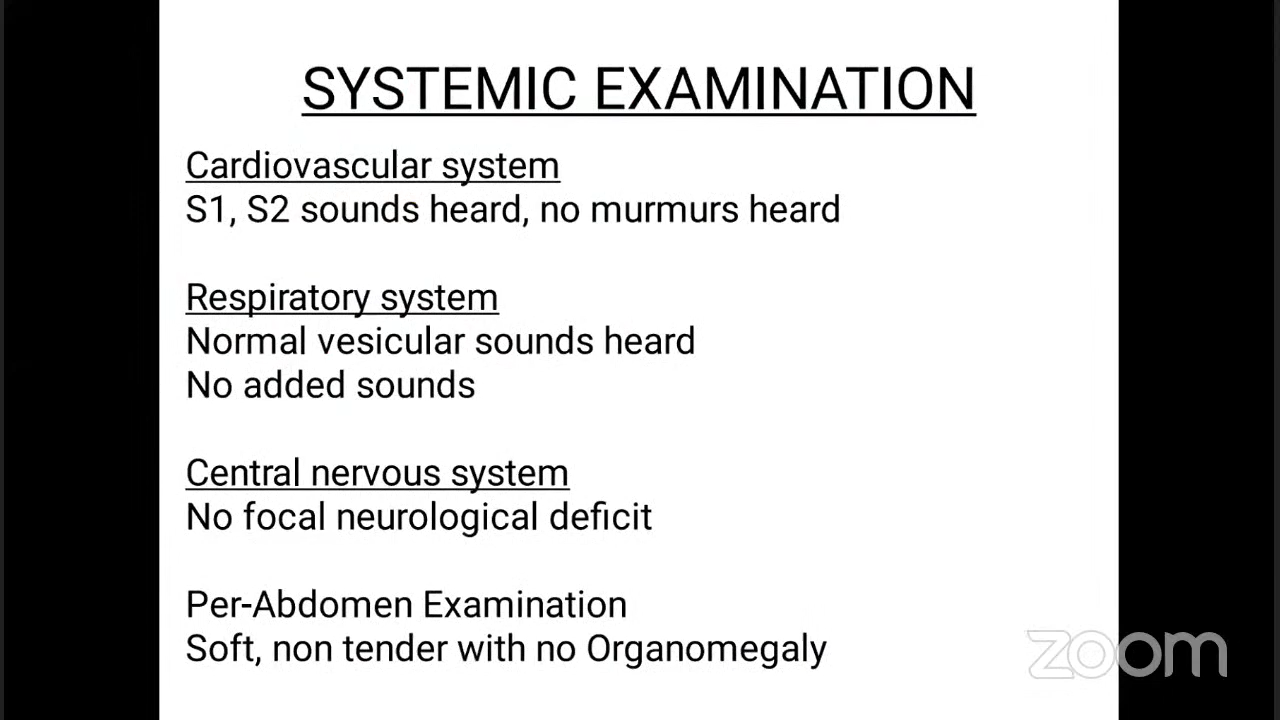 SYSTEMIC EXAMINATION
Cardiovascular system
S1, S2 sounds heard, no murmurs heard
Respiratory system
Normal vesicular sounds heard
No added sounds
Central nervous system
No focal neurological deficit
Per-Abdomen Examination
Soft, non tender with no Organomegaly
zoom